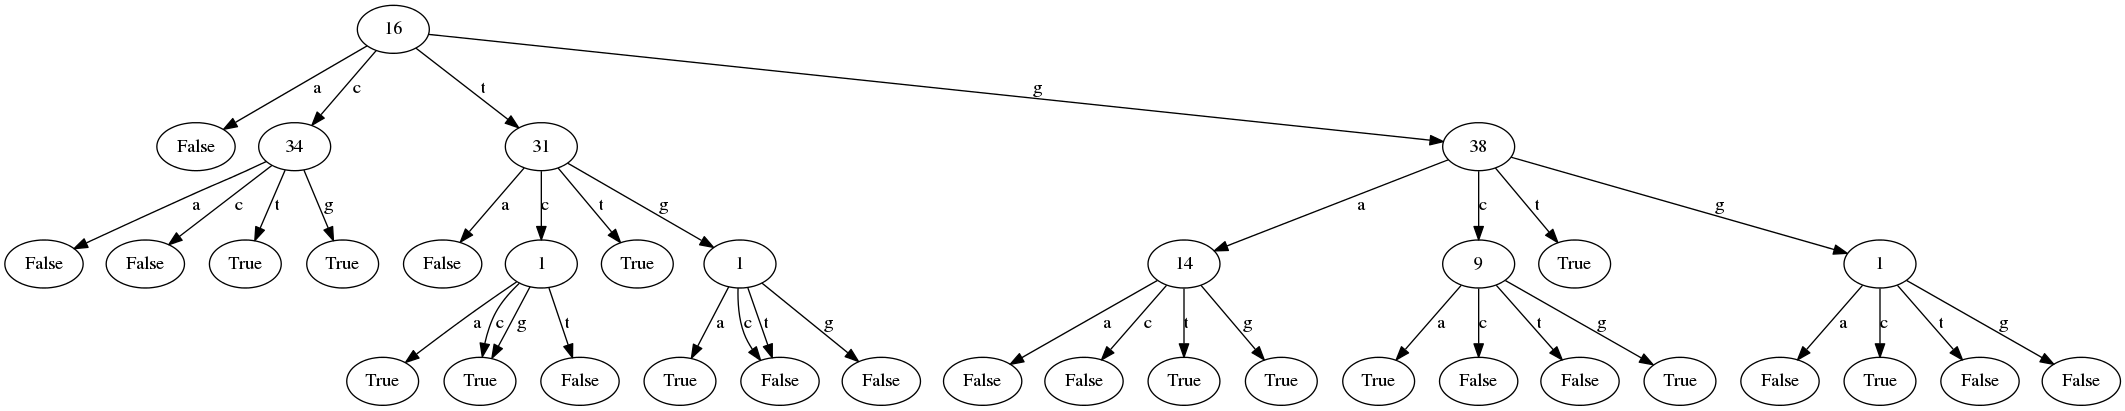 16
a c t g
False 34 31 38
a c t g a c t g a c t g
False False True True False 1 True 1 14 9 True 1
a c g t a c t g a c t g a c t g a c t g
True True False True False False False False True True True False False True False True False False